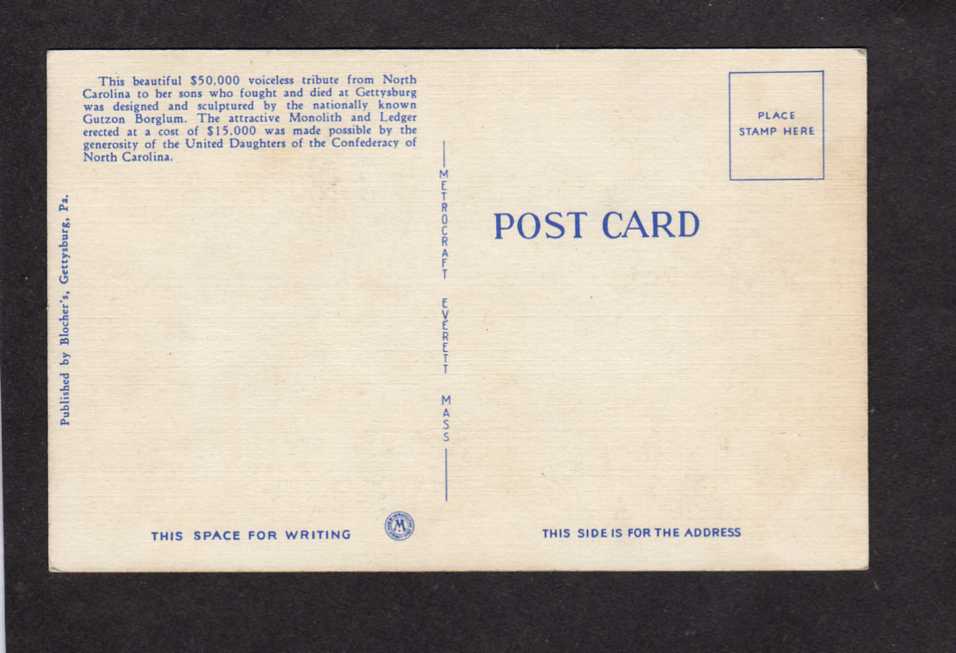 This beautiful $50,000 voiceless tribute from North
Carolina to her sons who fought and died at Gettysburg
was designed and sculptured by the nationally known
Gutzon Borglum. The attractive Monolith and Ledger
erected at a cost of $15,000 was made possible by the
generosity of the United Daughters of the Confederacy of
North Carolina.
Published by Blocher's, Gettysburg, Pa.
METROCRAFT EVERETT MASS
PLACE
STAMP HERE
POST CARD
THIS SPACE FOR WRITING
M
THIS SIDE IS FOR THE ADDRESS